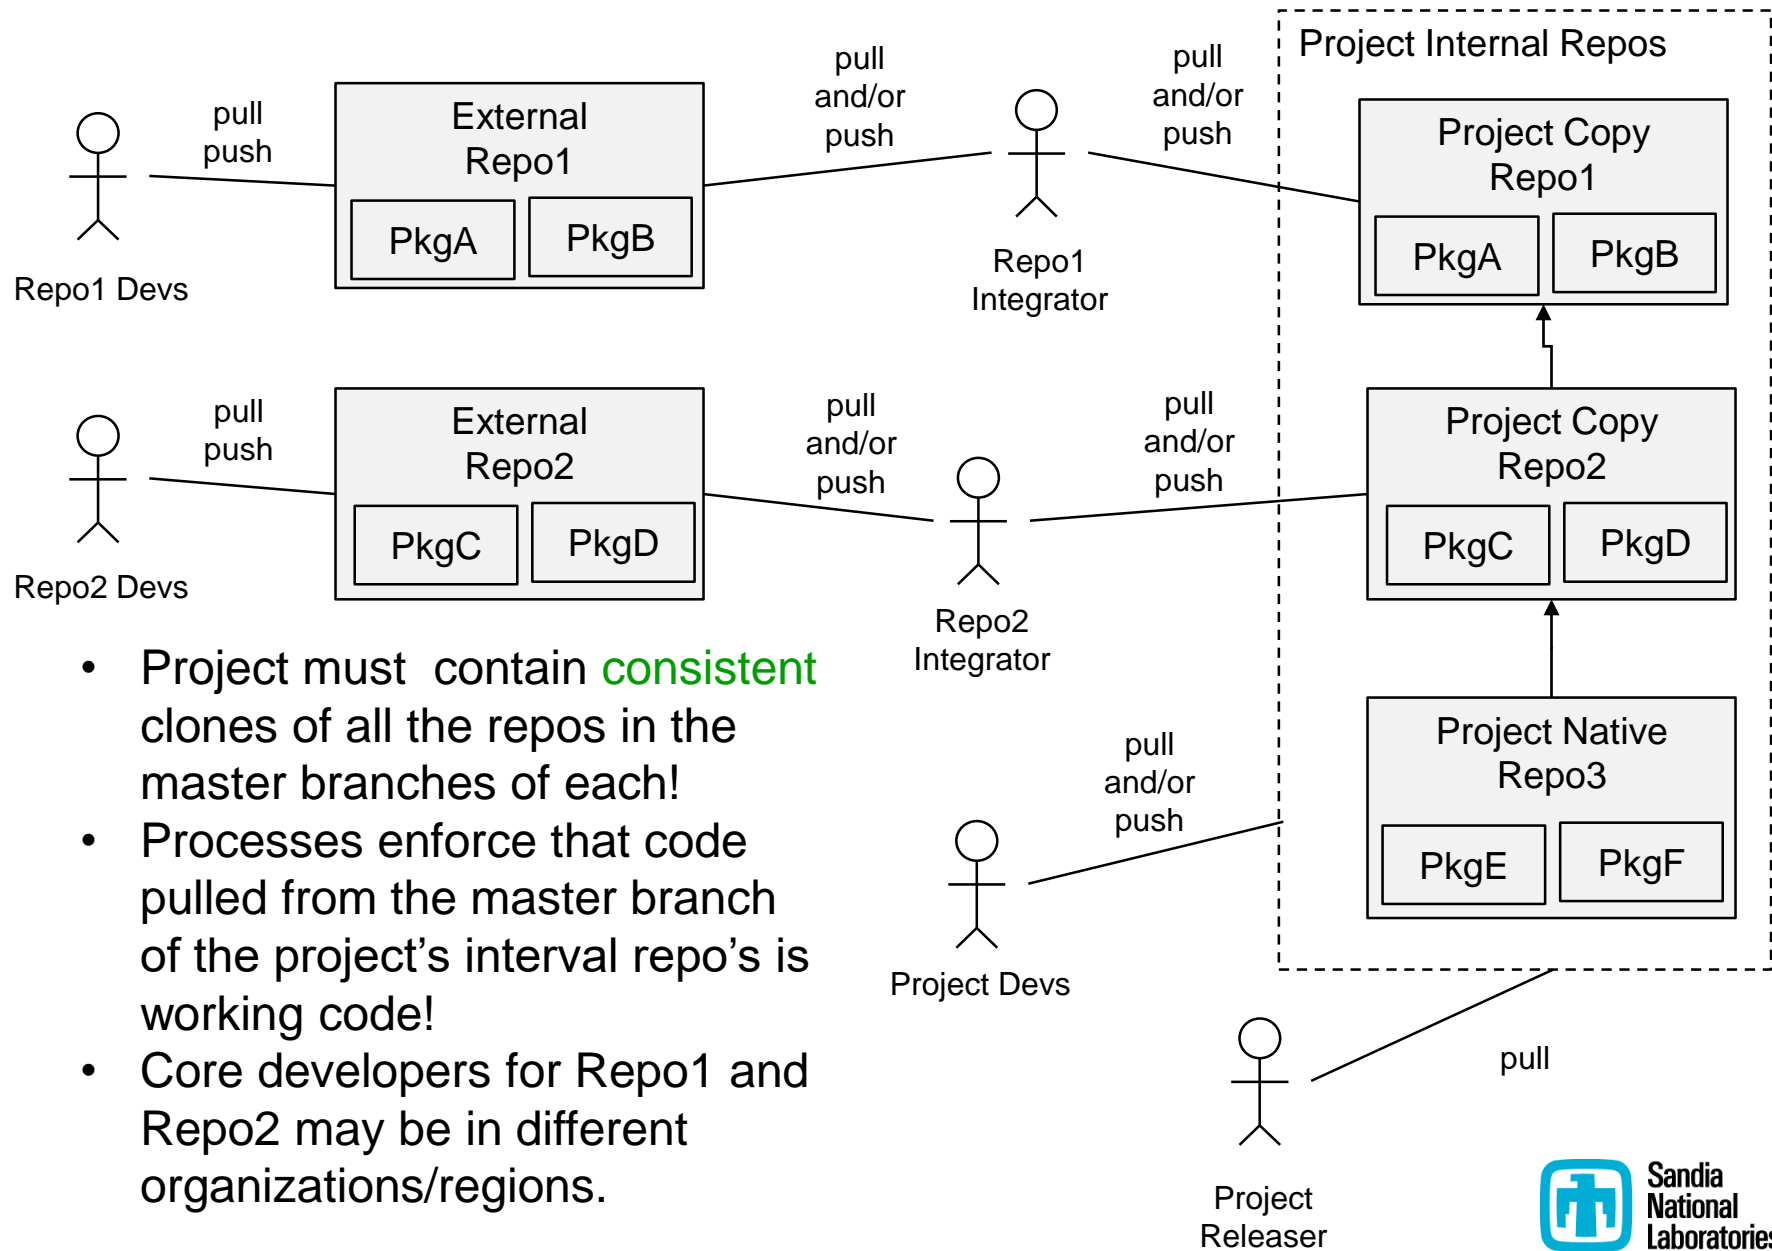 Project Internal Repos
pull
push
External
Repo1
PkgA
PkgB
Repo1 Devs
pull
and/or
push
Repo1
Integrator
pull
and/or
push
Project Copy
Repo1
PkgA
PkgB
pull
push
External
Repo2
PkgC
PkgD
Repo2 Devs
pull
and/or
push
Repo2
Integrator
pull
and/or
push
Project Copy
Repo2
PkgC
PkgD
• Project must  contain consistent
clones of all the repos in the
master branches of each!
• Processes enforce that code
pulled from the master branch
of the project’s interval repo’s is
working code!
• Core developers for Repo1 and
Repo2 may be in different
organizations/regions.
pull
and/or
push
Project Devs
Project Native
Repo3
PkgE
PkgF
pull
Project
Releaser
Sandia
National
Laboratories